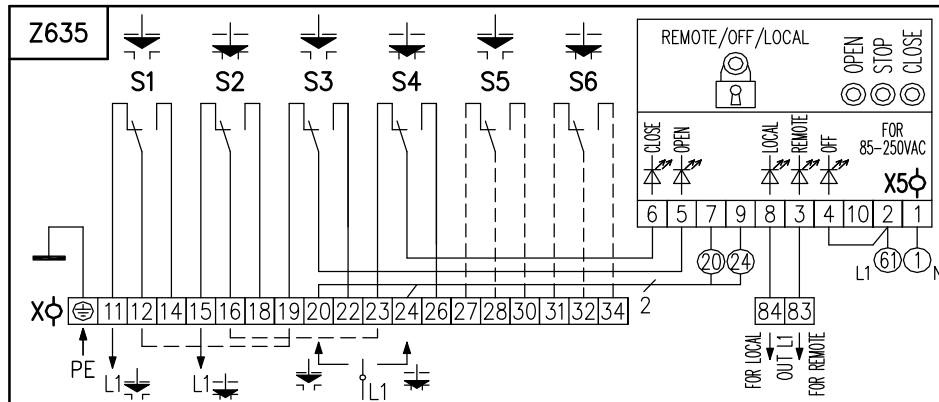 Z635
S1 S2 S3 S4 S5 S6
REMOTE/OFF/LOCAL
OPEN
STOP
CLOSE
CLOSE
OPEN
LOCAL
REMOTE
OFF
FOR
85-250VAC
X5
6 5 7 9 8 3 4 10 2 1
20 24 L1 61 1 N
X 11 12 14 15 16 18 19 20 22 23 24 26 27 28 30 31 32 34
2
84 83
PE L1 L1 L1
FOR LOCAL
OUT L1
FOR REMOTE